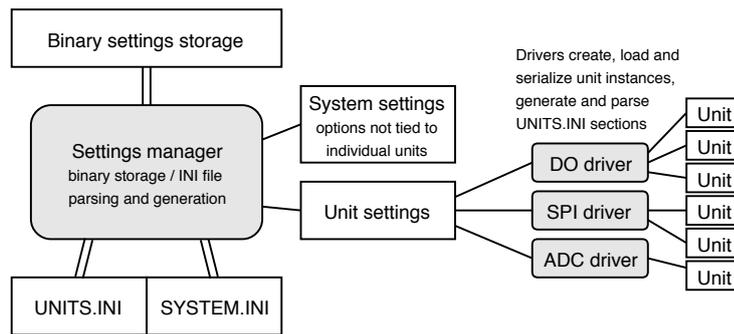 Binary settings storage
Settings manager
binary storage / INI file
parsing and generation
UNITS.INI
SYSTEM.INI
System settings
options not tied to
individual units
Unit settings
Drivers create, load and
serialize unit instances,
generate and parse
UNITS.INI sections
DO driver
SPI driver
ADC driver
Unit
Unit
Unit
Unit
Unit
Unit